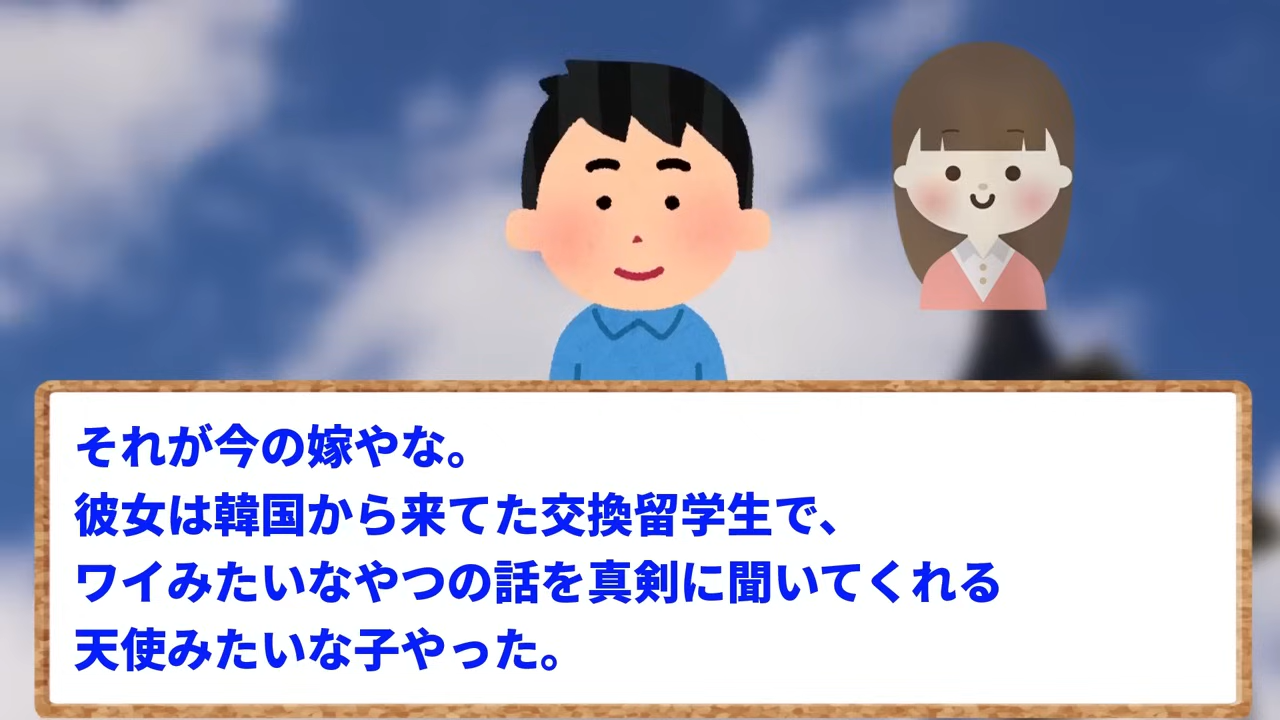 それが今の嫁やな。
彼女は韓国から来てた交換留学生で、
ワイみたいなやつの話を真剣に聞いてくれる
天使みたいな子やった。